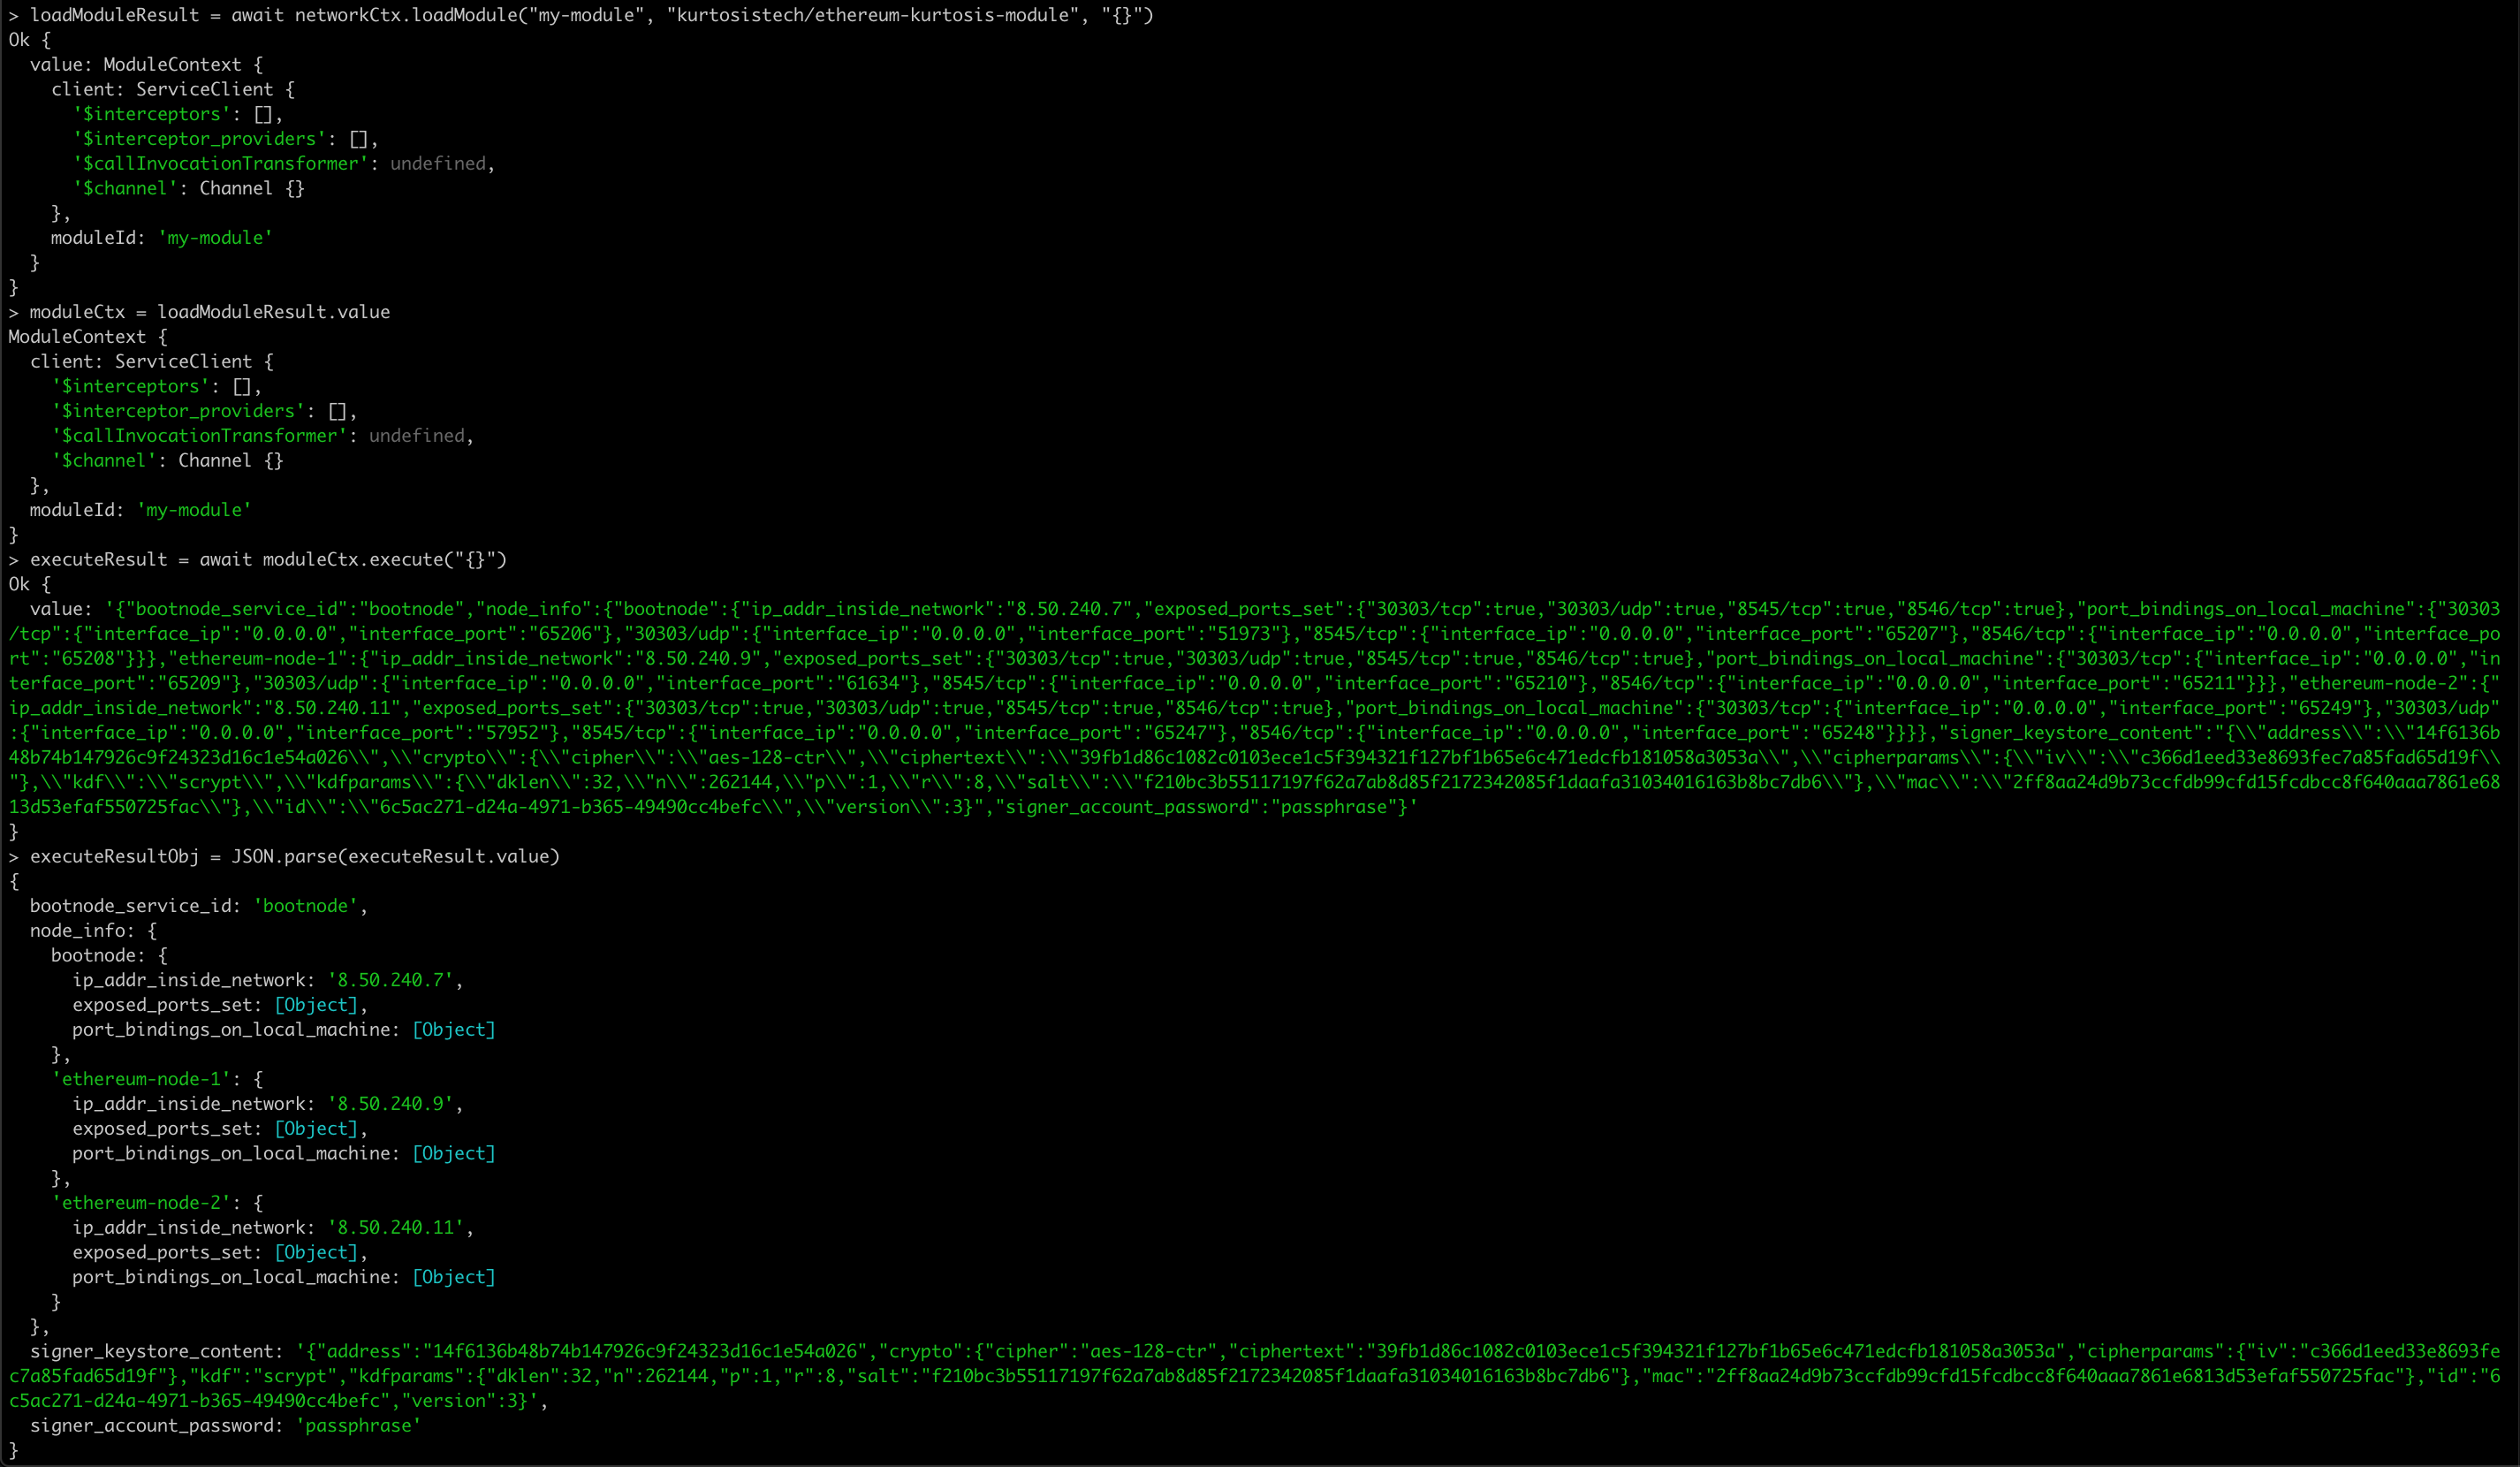 > loadModuleResult = await networkCtx.loadModule("my-module", "kurtosistech/ethereum-kurtosis-module", "{}")
Ok {
  value: ModuleContext {
    client: ServiceClient {
      '$interceptors': [],
      '$interceptor_providers': [],
      '$callInvocationTransformer': undefined,
      '$channel': Channel {}
    },
    moduleId: 'my-module'
  }
}
> moduleCtx = loadModuleResult.value
ModuleContext {
  client: ServiceClient {
    '$interceptors': [],
    '$interceptor_providers': [],
    '$callInvocationTransformer': undefined,
    '$channel': Channel {}
  },
  moduleId: 'my-module'
}
> executeResult = await moduleCtx.execute("{}")
Ok {
  value: '{"bootnode_service_id":"bootnode","node_info":{"bootnode":{"ip_addr_inside_network":"8.50.240.7","exposed_ports_set":{"30303/tcp":true,"30303/udp":true,"8545/tcp":true,"8546/tcp":true},"port_bindings_on_local_machine":{"30303
/tcp":{"interface_ip":"0.0.0.0","interface_port":"65206"},"30303/udp":{"interface_ip":"0.0.0.0","interface_port":"51973"},"8545/tcp":{"interface_ip":"0.0.0.0","interface_port":"65207"},"8546/tcp":{"interface_ip":"0.0.0.0","interface_po
rt":"65208"}}},"ethereum-node-1":{"ip_addr_inside_network":"8.50.240.9","exposed_ports_set":{"30303/tcp":true,"30303/udp":true,"8545/tcp":true,"8546/tcp":true},"port_bindings_on_local_machine":{"30303/tcp":{"interface_ip":"0.0.0.0","in
terface_port":"65209"},"30303/udp":{"interface_ip":"0.0.0.0","interface_port":"61634"},"8545/tcp":{"interface_ip":"0.0.0.0","interface_port":"65210"},"8546/tcp":{"interface_ip":"0.0.0.0","interface_port":"65211"}}},"ethereum-node-2":{"
ip_addr_inside_network":"8.50.240.11","exposed_ports_set":{"30303/tcp":true,"30303/udp":true,"8545/tcp":true,"8546/tcp":true},"port_bindings_on_local_machine":{"30303/tcp":{"interface_ip":"0.0.0.0","interface_port":"65249"},"30303/udp"
:{"interface_ip":"0.0.0.0","interface_port":"57952"},"8545/tcp":{"interface_ip":"0.0.0.0","interface_port":"65247"},"8546/tcp":{"interface_ip":"0.0.0.0","interface_port":"65248"}}}},"signer_keystore_content":"{\\"address\\":\\"14f6136b
48b74b147926c9f24323d16c1e54a026\\",\\"crypto\\":{\\"cipher\\":\\"aes-128-ctr\\",\\"ciphertext\\":\\"39fb1d86c1082c0103ece1c5f394321f127bf1b65e6c471edcfb181058a3053a\\",\\"cipherparams\\":{\\"iv\\":\\"c366d1eed33e8693fec7a85fad65d19f\\
"},\\"kdf\\":\\"scrypt\\",\\"kdfparams\\":{\\"dklen\\":32,\\"n\\":262144,\\"p\\":1,\\"r\\":8,\\"salt\\":\\"f210bc3b55117197f62a7ab8d85f2172342085f1daafa31034016163b8bc7db6\\"},\\"mac\\":\\"2ff8aa24d9b73ccfdb99cfd15fcdbcc8f640aaa7861e68
13d53efaf550725fac\\"},\\"id\\":\\"6c5ac271-d24a-4971-b365-49490cc4befc\\",\\"version\\":3}","signer_account_password":"passphrase"}'
}
> executeResultObj = JSON.parse(executeResult.value)
{
  bootnode_service_id: 'bootnode',
  node_info: {
    bootnode: {
      ip_addr_inside_network: '8.50.240.7',
      exposed_ports_set: [Object],
      port_bindings_on_local_machine: [Object]
    },
    'ethereum-node-1': {
      ip_addr_inside_network: '8.50.240.9',
      exposed_ports_set: [Object],
      port_bindings_on_local_machine: [Object]
    },
    'ethereum-node-2': {
      ip_addr_inside_network: '8.50.240.11',
      exposed_ports_set: [Object],
      port_bindings_on_local_machine: [Object]
    }
  },
  signer_keystore_content: '{"address":"14f6136b48b74b147926c9f24323d16c1e54a026","crypto":{"cipher":"aes-128-ctr","ciphertext":"39fb1d86c1082c0103ece1c5f394321f127bf1b65e6c471edcfb181058a3053a","cipherparams":{"iv":"c366d1eed33e8693fe
c7a85fad65d19f"},"kdf":"scrypt","kdfparams":{"dklen":32,"n":262144,"p":1,"r":8,"salt":"f210bc3b55117197f62a7ab8d85f2172342085f1daafa31034016163b8bc7db6"},"mac":"2ff8aa24d9b73ccfdb99cfd15fcdbcc8f640aaa7861e6813d53efaf550725fac"},"id":"6
c5ac271-d24a-4971-b365-49490cc4befc","version":3}',
  signer_account_password: 'passphrase'
}